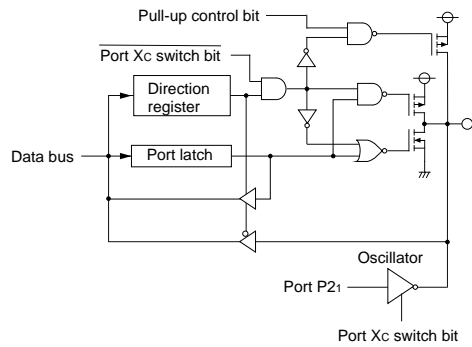 Pull-up control bit
Port XC switch bit
Direction
register
Data bus
Port latch
Oscillator
Port P21
Port XC switch bit